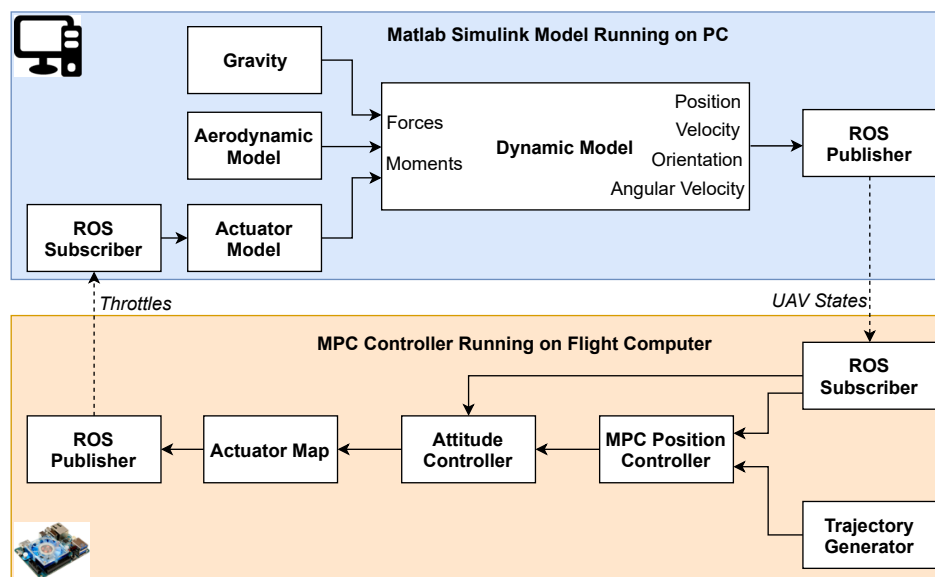 Matlab Simulink Model Running on PC
Gravity
Aerodynamic
Model
ROS
Subscriber
Actuator
Model
Forces
Moments
Dynamic Model
Position
Velocity
Orientation
Angular Velocity
ROS
Publisher
Throttles
UAV States
MPC Controller Running on Flight Computer
ROS
Subscriber
ROS
Publisher
Actuator Map
Attitude
Controller
MPC Position
Controller
Trajectory
Generator